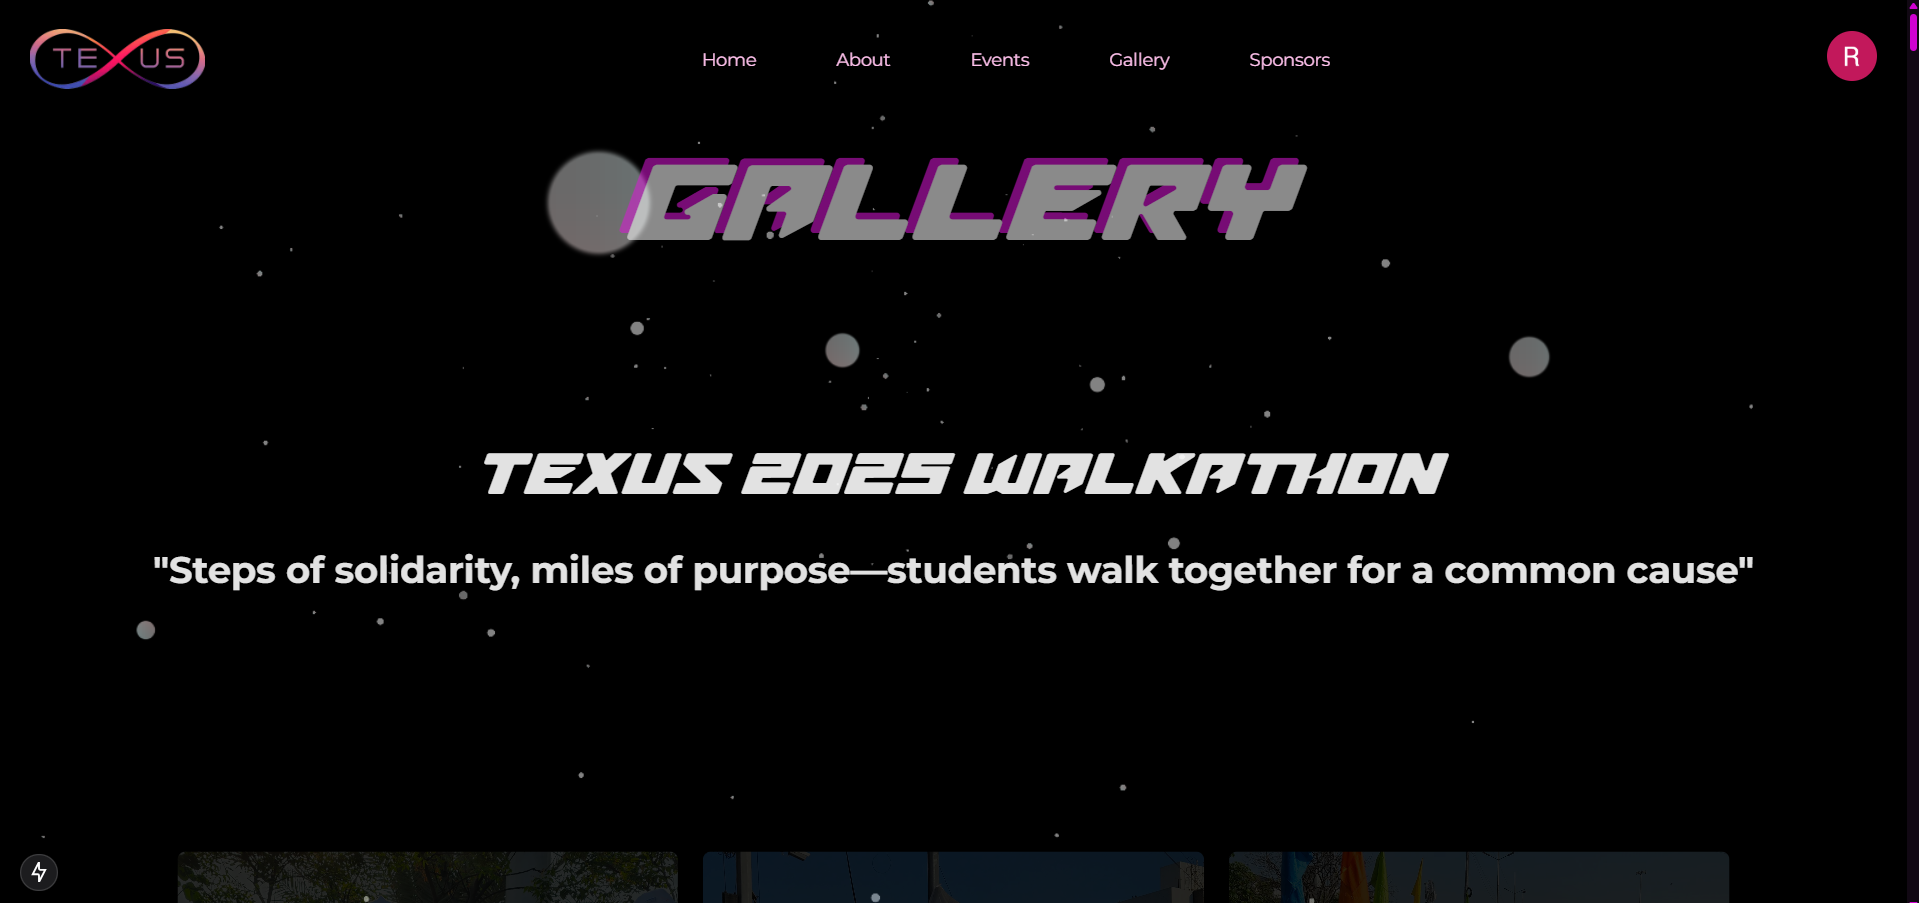 TEXUS
Home
About
Events
Gallery
Sponsors
R
GALLERY
TEXUS 2025 WALKATHON
"Steps of solidarity, miles of purpose—students walk together for a common cause"